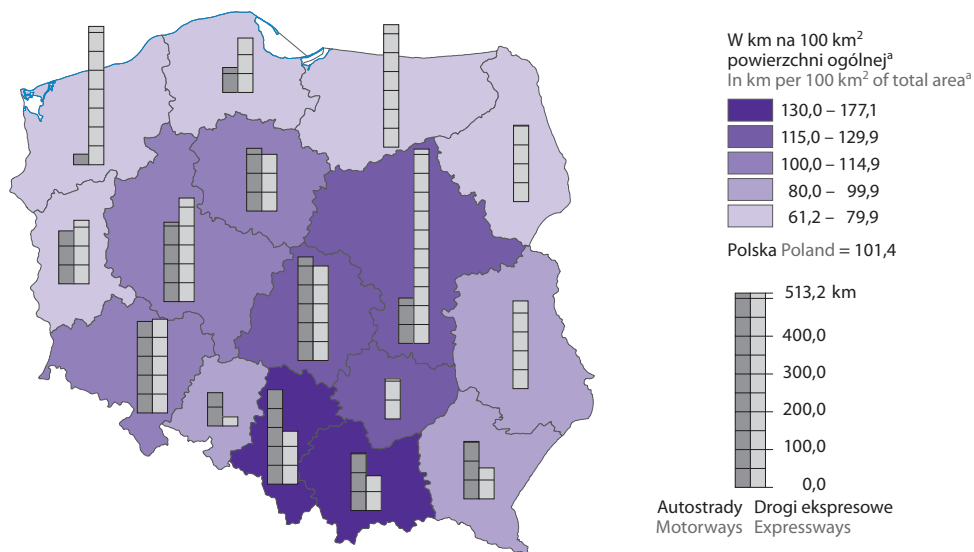 W km na 100 km²
powierzchni ogólnejᵃ
In km per 100 km² of total areaᵃ
130,0 – 177,1
115,0 – 129,9
100,0 – 114,9
80,0 – 99,9
61,2 – 79,9
Polska Poland = 101,4
513,2 km
400,0
300,0
200,0
100,0
0,0
Autostrady Drogi ekspresowe
Motorways Expressways